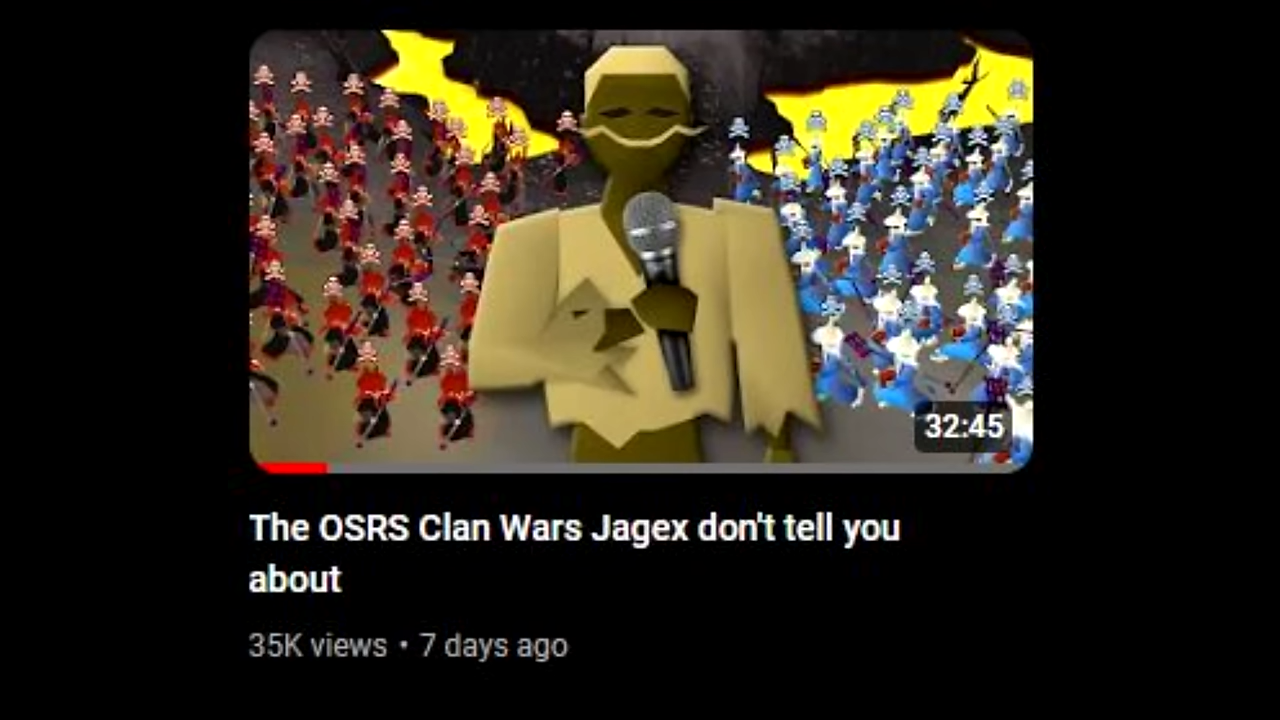 32:45
The OSRS Clan Wars Jagex don't tell you
about
35K views • 7 days ago